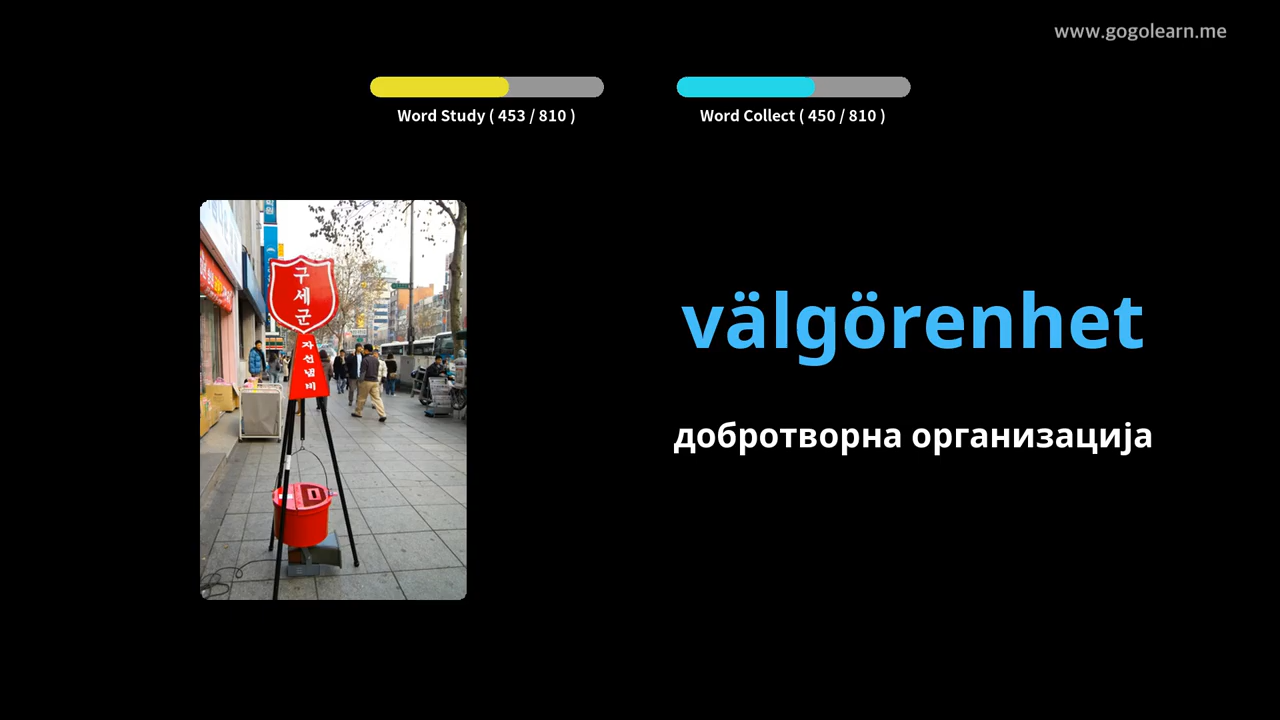 www.gogolearn.me
Word Study ( 453 / 810 )
Word Collect ( 450 / 810 )
구세군
자선냄비
välgörenhet
добротворна организација